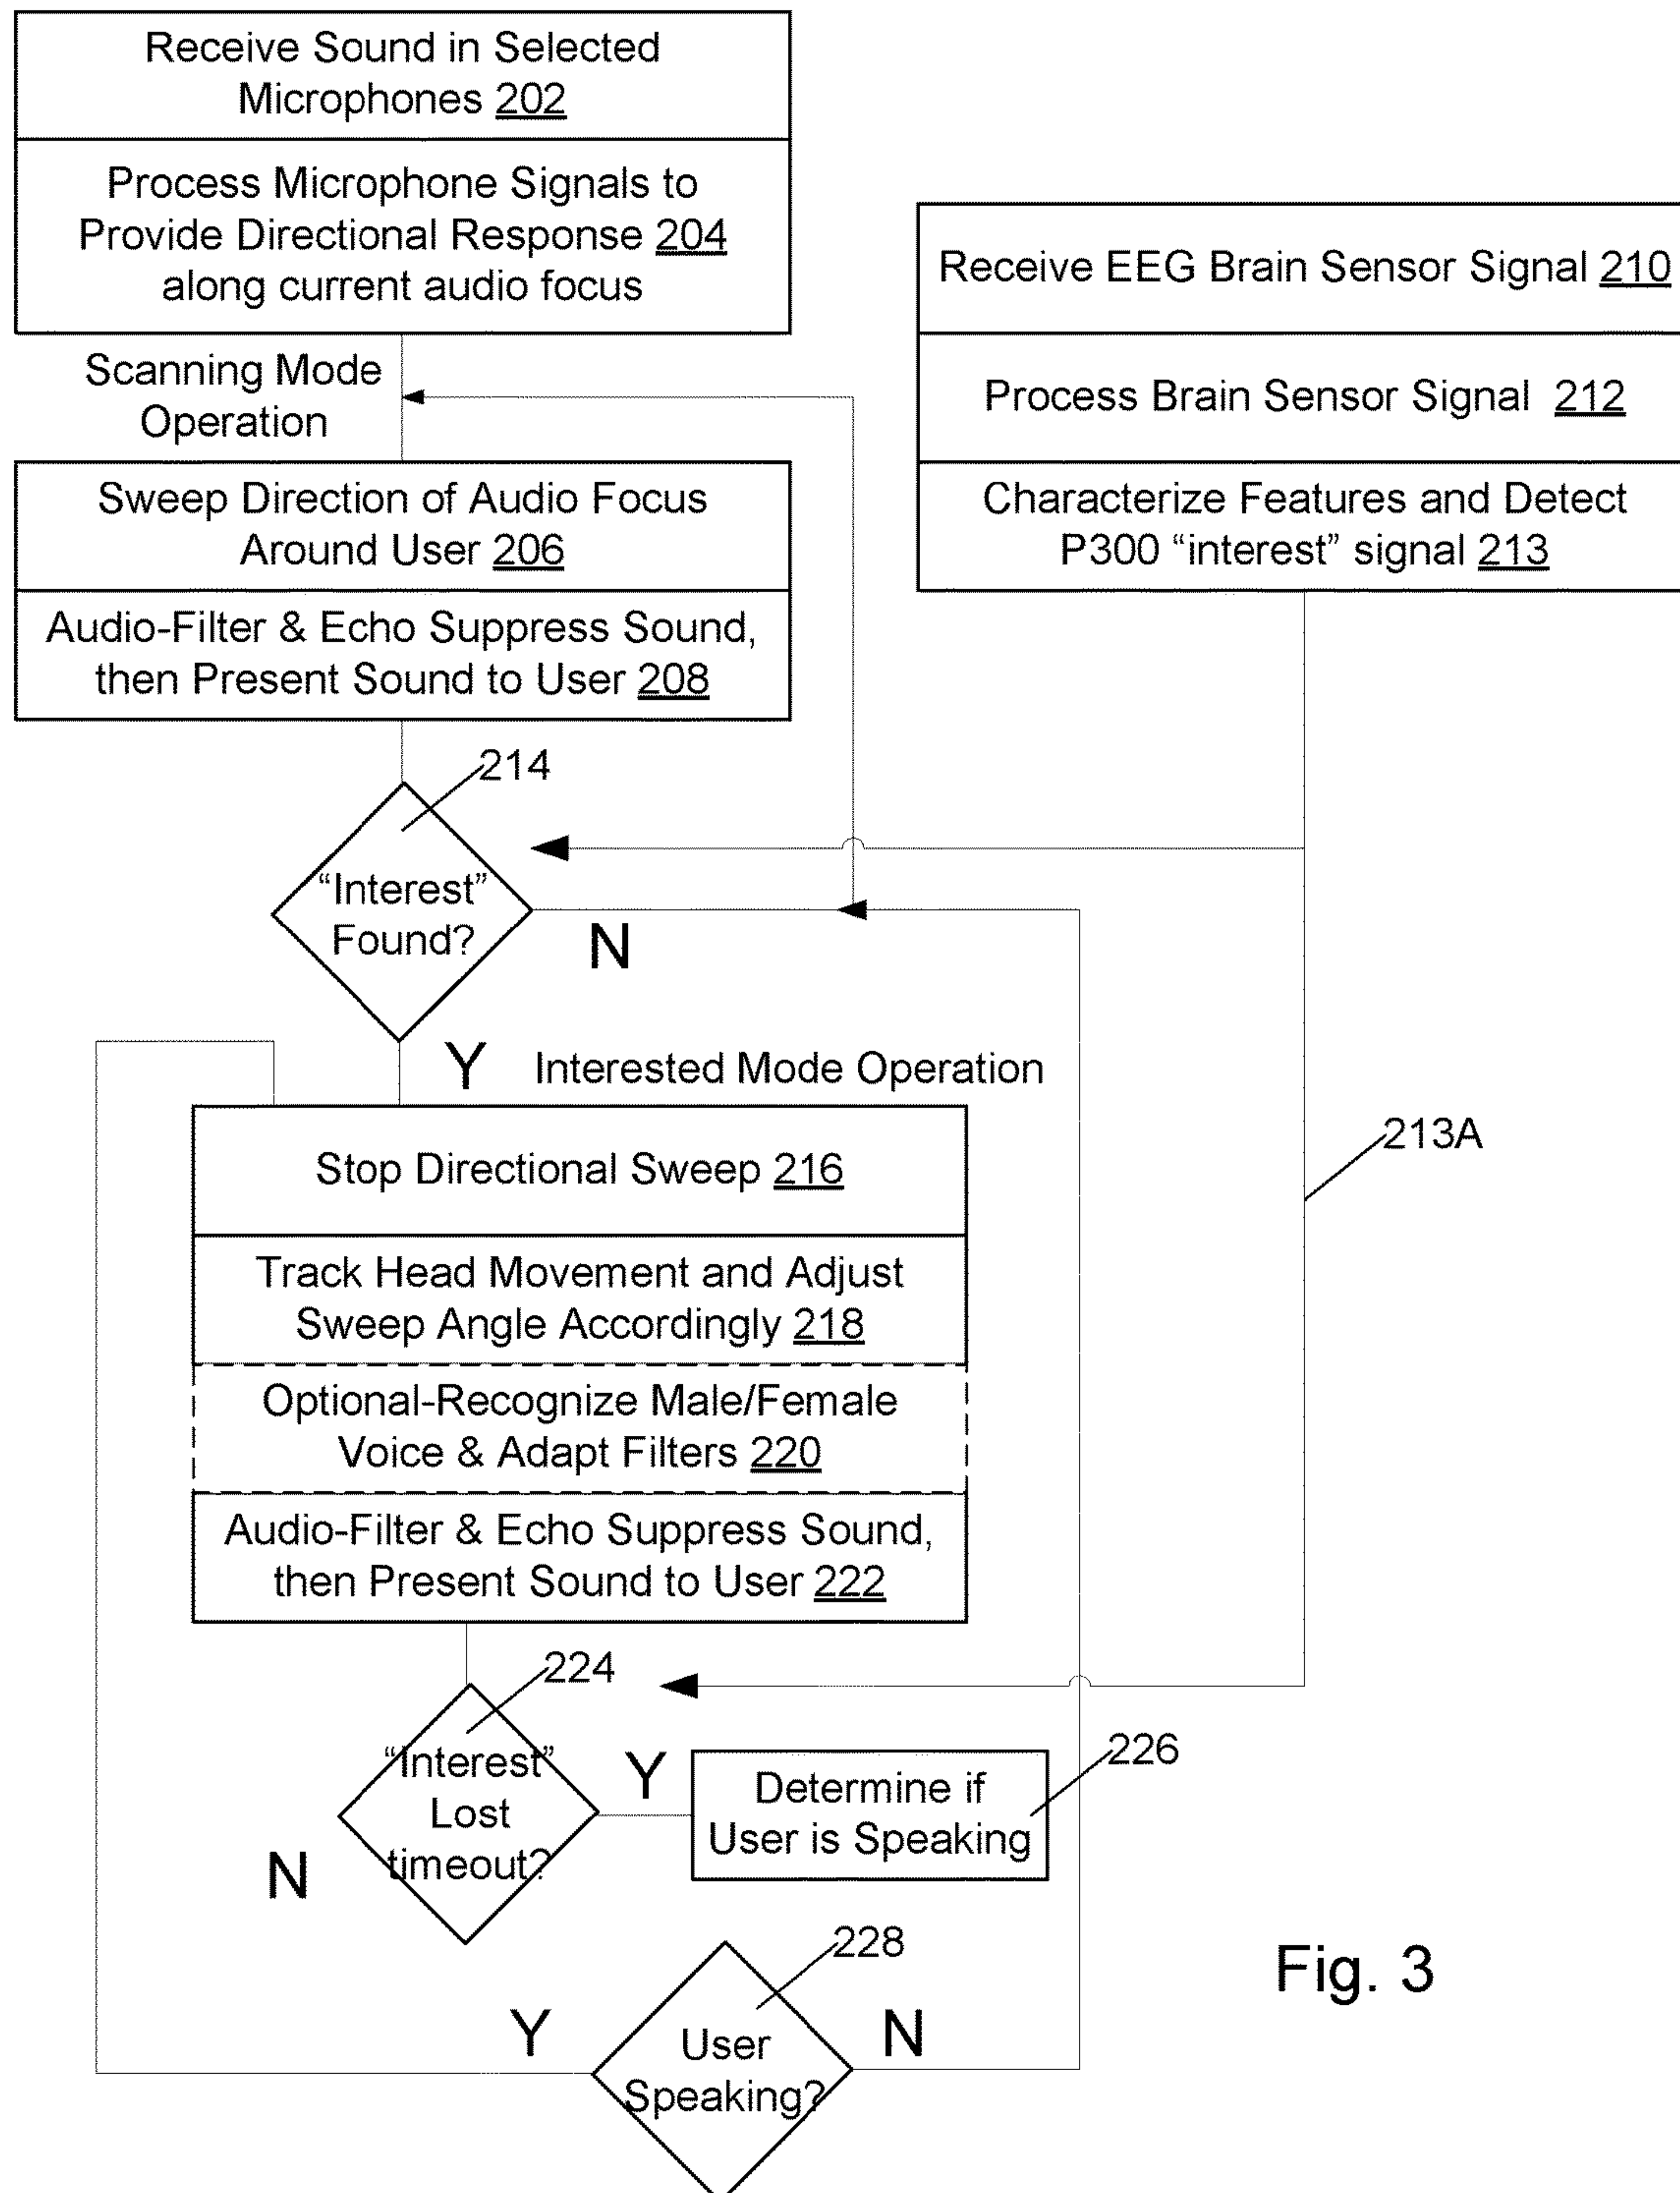 Receive Sound in Selected
Microphones 202
Process Microphone Signals to
Provide Directional Response 204
along current audio focus
Receive EEG Brain Sensor Signal 210
Process Brain Sensor Signal 212
Characterize Features and Detect
P300 “interest” signal 213
Scanning Mode
Operation
Sweep Direction of Audio Focus
Around User 206
Audio-Filter & Echo Suppress Sound,
then Present Sound to User 208
214
“Interest”
Found?
N
Y
Interested Mode Operation
213A
Stop Directional Sweep 216
Track Head Movement and Adjust
Sweep Angle Accordingly 218
Optional-Recognize Male/Female
Voice & Adapt Filters 220
Audio-Filter & Echo Suppress Sound,
then Present Sound to User 222
224
“Interest”
Lost
timeout?
Y
N
226
Determine if
User is Speaking
228
User
Speaking?
Y
N
Fig. 3